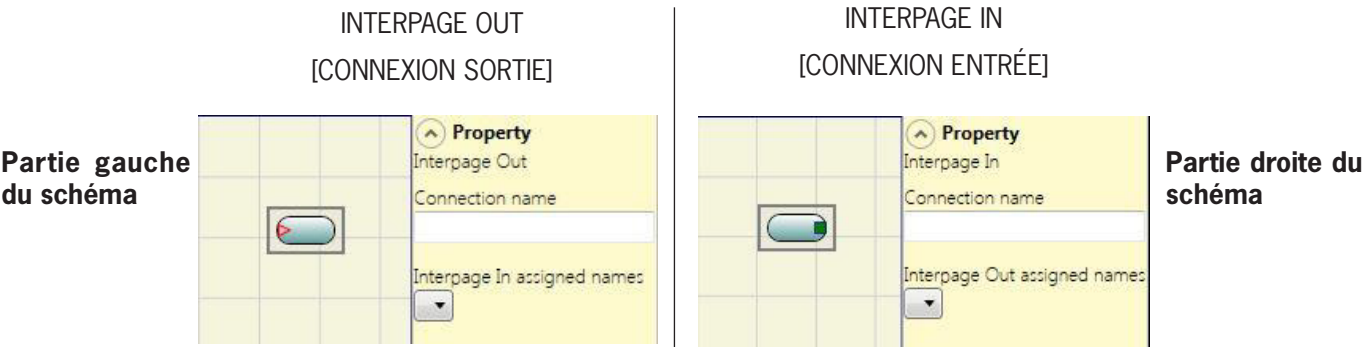 INTERPAGE OUT
[CONNEXION SORTIE]
INTERPAGE IN
[CONNEXION ENTRÉE]
Partie gauche
du schéma
Property
Interpage Out
Connection name
Interpage In assigned names
Property
Interpage In
Connection name
Interpage Out assigned names
Partie droite du
schéma